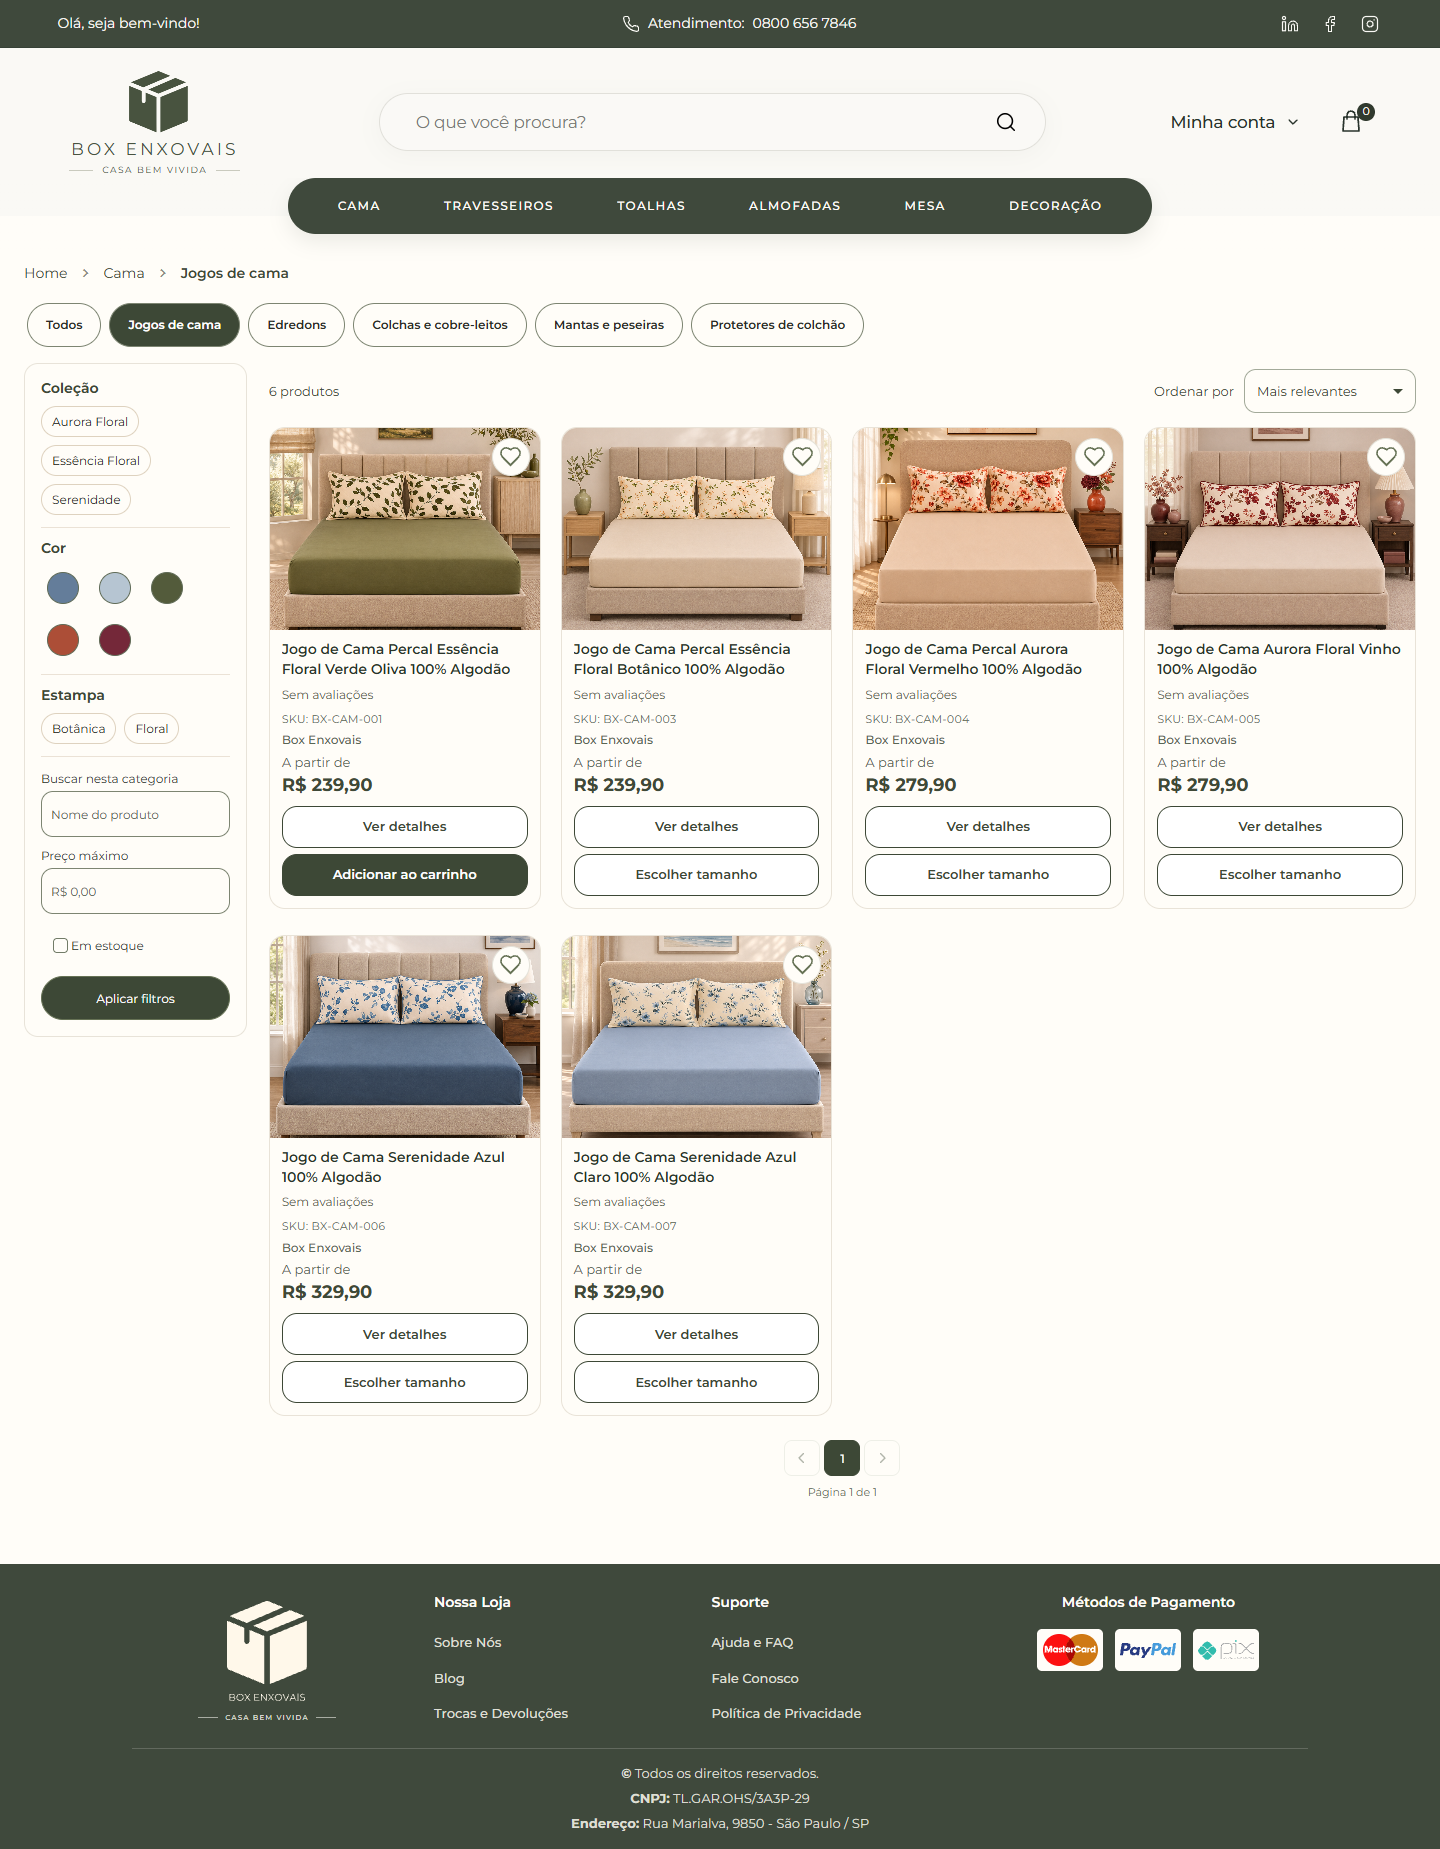 Olá, seja bem-vindo!
Atendimento: 0800 656 7846
BOX ENXOVAIS
CASA BEM VIVIDA
O que você procura?
Minha conta
0
CAMA TRAVESSEIROS TOALHAS ALMOFADAS MESA DECORAÇÃO
Home > Cama > Jogos de cama
Todos Jogos de cama Edredons Colchas e cobre-leitos Mantas e peseiras Protetores de colchão
Coleção
Aurora Floral
Essência Floral
Serenidade
Cor
Estampa
Botânica Floral
Buscar nesta categoria
Nome do produto
Preço máximo
R$ 0,00
Em estoque
Aplicar filtros
6 produtos
Ordenar por Mais relevantes
Jogo de Cama Percal Essência
Floral Verde Oliva 100% Algodão
Sem avaliações
SKU: BX-CAM-001
Box Enxovais
A partir de
R$ 239,90
Ver detalhes
Adicionar ao carrinho
Jogo de Cama Percal Essência
Floral Botânico 100% Algodão
Sem avaliações
SKU: BX-CAM-003
Box Enxovais
A partir de
R$ 239,90
Ver detalhes
Escolher tamanho
Jogo de Cama Percal Aurora
Floral Vermelho 100% Algodão
Sem avaliações
SKU: BX-CAM-004
Box Enxovais
A partir de
R$ 279,90
Ver detalhes
Escolher tamanho
Jogo de Cama Aurora Floral Vinho
100% Algodão
Sem avaliações
SKU: BX-CAM-005
Box Enxovais
A partir de
R$ 279,90
Ver detalhes
Escolher tamanho
Jogo de Cama Serenidade Azul
100% Algodão
Sem avaliações
SKU: BX-CAM-006
Box Enxovais
A partir de
R$ 329,90
Ver detalhes
Escolher tamanho
Jogo de Cama Serenidade Azul
Claro 100% Algodão
Sem avaliações
SKU: BX-CAM-007
Box Enxovais
A partir de
R$ 329,90
Ver detalhes
Escolher tamanho
1
Página 1 de 1
BOX ENXOVAIS
CASA BEM VIVIDA
Nossa Loja
Sobre Nós
Blog
Trocas e Devoluções
Suporte
Ajuda e FAQ
Fale Conosco
Política de Privacidade
Métodos de Pagamento
MasterCard PayPal pix
© Todos os direitos reservados.
CNPJ: TL.GAR.OHS/3A3P-29
Endereço: Rua Marialva, 9850 - São Paulo / SP